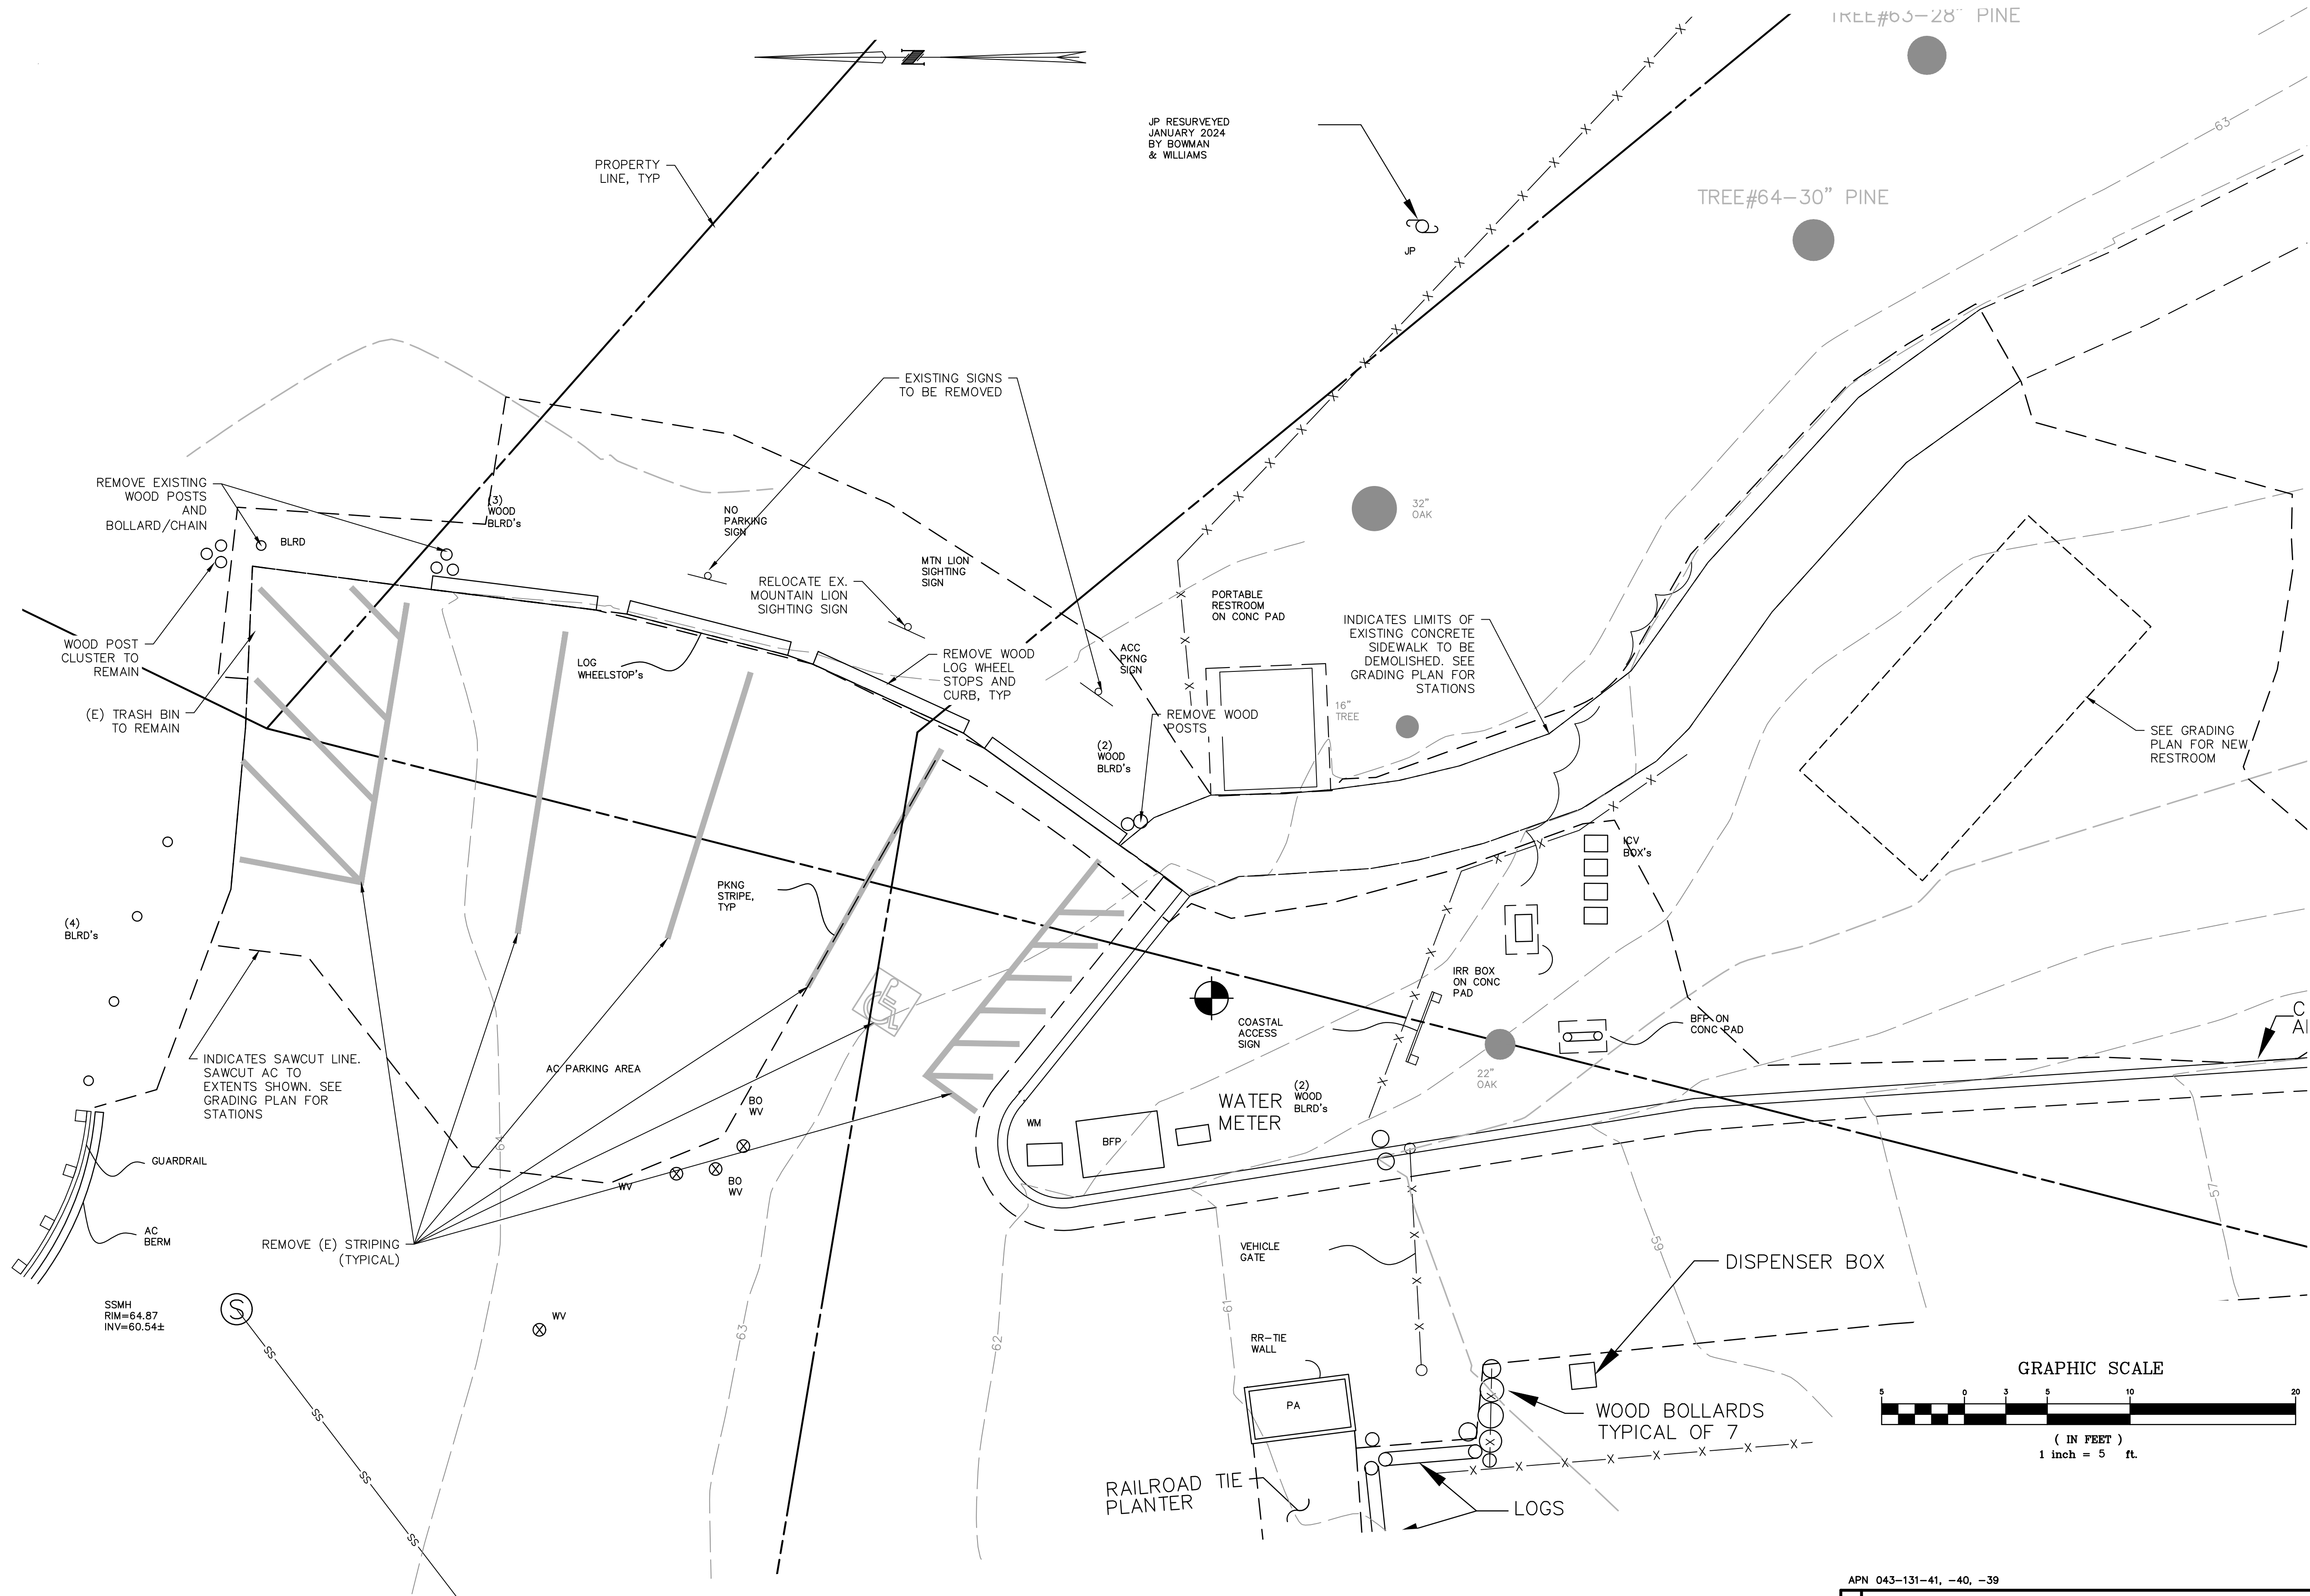 TREE#63-28" PINE
N
JP RESURVEYED
JANUARY 2024
BY BOWMAN
& WILLIAMS
63
PROPERTY
LINE, TYP
TREE#64-30" PINE
JP
EXISTING SIGNS
TO BE REMOVED
REMOVE EXISTING
WOOD POSTS
AND
BOLLARD/CHAIN
(3)
WOOD
BLRD's
BLRD
NO
PARKING
SIGN
32"
OAK
MTN LION
SIGHTING
SIGN
RELOCATE EX.
MOUNTAIN LION
SIGHTING SIGN
PORTABLE
RESTROOM
ON CONC PAD
INDICATES LIMITS OF
EXISTING CONCRETE
SIDEWALK TO BE
DEMOLISHED. SEE
GRADING PLAN FOR
STATIONS
WOOD POST
CLUSTER TO
REMAIN
LOG
WHEELSTOP's
REMOVE WOOD
LOG WHEEL
STOPS AND
CURB, TYP
ACC
PKNG
SIGN
(E) TRASH BIN
TO REMAIN
REMOVE WOOD
POSTS
16"
TREE
SEE GRADING
PLAN FOR NEW
RESTROOM
(2)
WOOD
BLRD's
ICV
BOX's
PKNG
STRIPE,
TYP
(4)
BLRD's
IRR BOX
ON CONC
PAD
COASTAL
ACCESS
SIGN
BFP ON
CONC PAD
C
INDICATES SAWCUT LINE.
SAWCUT AC TO
EXTENTS SHOWN. SEE
GRADING PLAN FOR
STATIONS
AC PARKING AREA
22"
OAK
(2)
WOOD
BLRD's
WATER
METER
BO
WV
WM
BFP
64
GUARDRAIL
BO
WV
WV
57
AC
BERM
REMOVE (E) STRIPING
(TYPICAL)
VEHICLE
GATE
59
DISPENSER BOX
SSMH
RIM=64.87
INV=60.54±
S
WV
61
63
62
RR-TIE
WALL
SS
SS
SS
SS
PA
WOOD BOLLARDS
TYPICAL OF 7
GRAPHIC SCALE
5 0 3 5 10 20
( IN FEET )
1 inch = 5 ft.
RAILROAD TIE
PLANTER
LOGS
APN 043-131-41, -40, -39